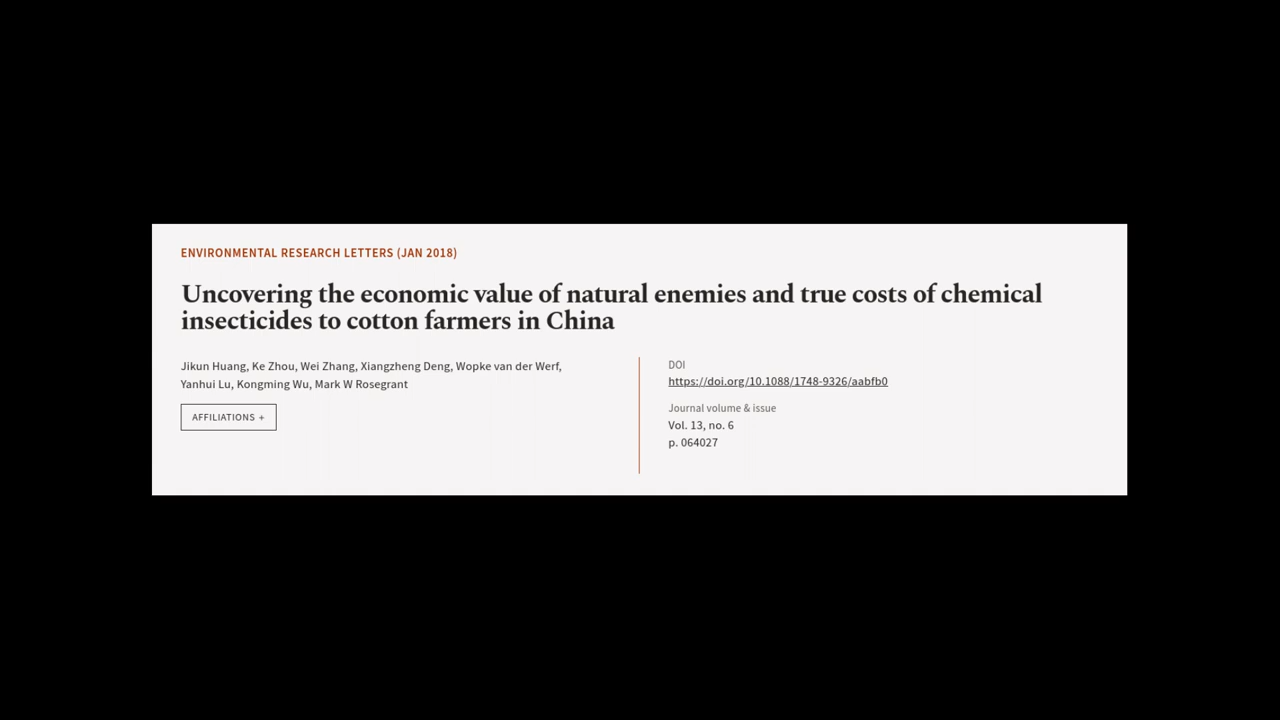 ENVIRONMENTAL RESEARCH LETTERS (JAN 2018)
Uncovering the economic value of natural enemies and true costs of chemical
insecticides to cotton farmers in China
Jikun Huang, Ke Zhou, Wei Zhang, Xiangzheng Deng, Wopke van der Werf,
Yanhui Lu, Kongming Wu, Mark W Rosegrant
AFFILIATIONS +
DOI
https://doi.org/10.1088/1748-9326/aabfb0
Journal volume & issue
Vol. 13, no. 6
p. 064027